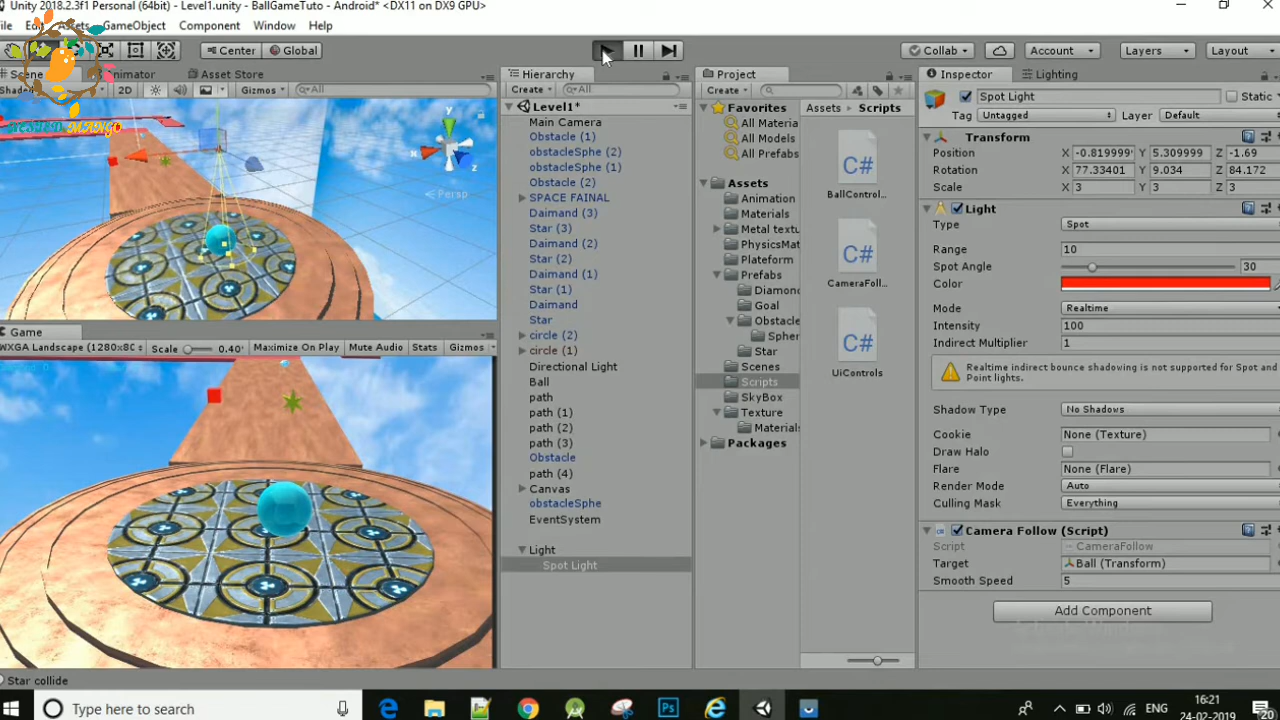 Unity 2018.2.3f1 Personal (64bit) - Level1.unity - BallGameTuto - Android* <DX11 on DX9 GPU>
Edit Assets GameObject Component Window Help
Center Global Collab Account Layers Layout
Scene Animator Asset Store
2D Gizmos All
y x z
Persp
NESTED MANGO
Game
WXGA Landscape (1280x80 Scale 0.40 Maximize On Play Mute Audio Stats Gizmos
Hierarchy
Create All
Level1*
Main Camera
Obstacle (1)
obstacleSphe (2)
obstacleSphe (1)
Obstacle (2)
SPACE FAINAL
Daimand (3)
Star (3)
Daimand (2)
Star (2)
Daimand (1)
Star (1)
Daimand
Star
circle (2)
circle (1)
Directional Light
Ball
path
path (1)
path (2)
path (3)
Obstacle
path (4)
Canvas
obstacleSphe
EventSystem
Light
Spot Light
Project
Create
Favorites
All Materia
All Models
All Prefabs
Assets
Animation
Materials
Metal textu
PhysicsMat
Plateform
Prefabs
Diamond
Goal
Obstacle
Spher
Star
Scenes
Scripts
SkyBox
Texture
Materials
Packages
Assets Scripts
C#
BallControl...
C#
CameraFoll...
C#
UiControls
Inspector Lighting
Spot Light Static
Tag Untagged Layer Default
Transform
Position X -0.819999 Y 5.309999 Z -1.69
Rotation X 77.33401 Y 9.034 Z 84.172
Scale X 3 Y 3 Z 3
Light
Type Spot
Range 10
Spot Angle 30
Color
Mode Realtime
Intensity 100
Indirect Multiplier 1
Realtime indirect bounce shadowing is not supported for Spot and
Point lights.
Shadow Type No Shadows
Cookie None (Texture)
Draw Halo
Flare None (Flare)
Render Mode Auto
Culling Mask Everything
Camera Follow (Script)
Script CameraFollow
Target Ball (Transform)
Smooth Speed 5
Add Component
Star collide
Type here to search
Ps
ENG
16:21
24-02-2019